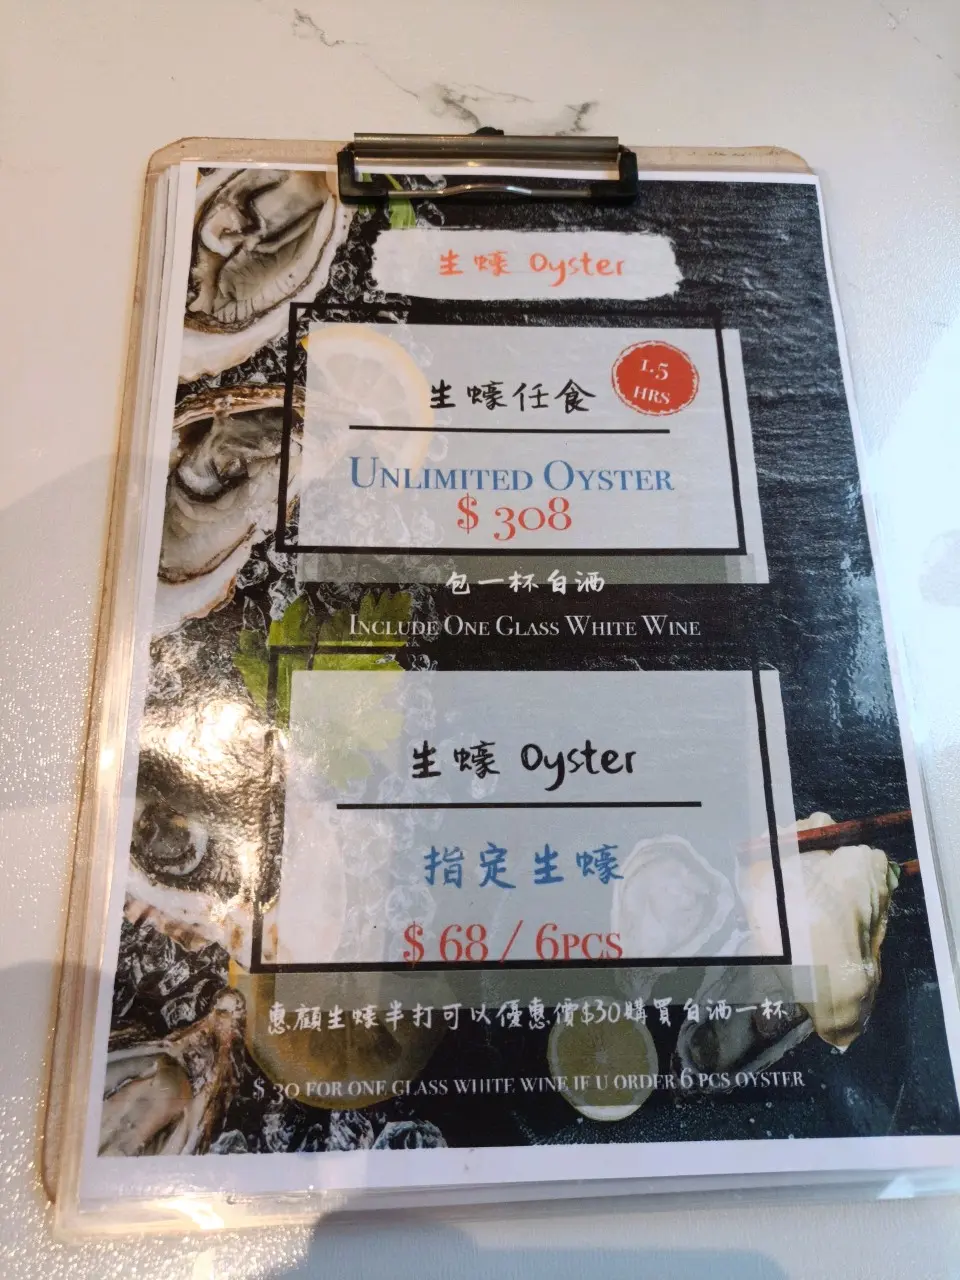 生蠔 Oyster
生蠔任食
1.5
HRS
UNLIMITED OYSTER
$ 308
包一杯白酒
INCLUDE ONE GLASS WHITE WINE
生蠔 Oyster
指定生蠔
$ 68 / 6PCS
惠顧生蠔半打可以優惠價$30購買白酒一杯
$ 30 FOR ONE GLASS WHITE WINE IF U ORDER 6 PCS OYSTER